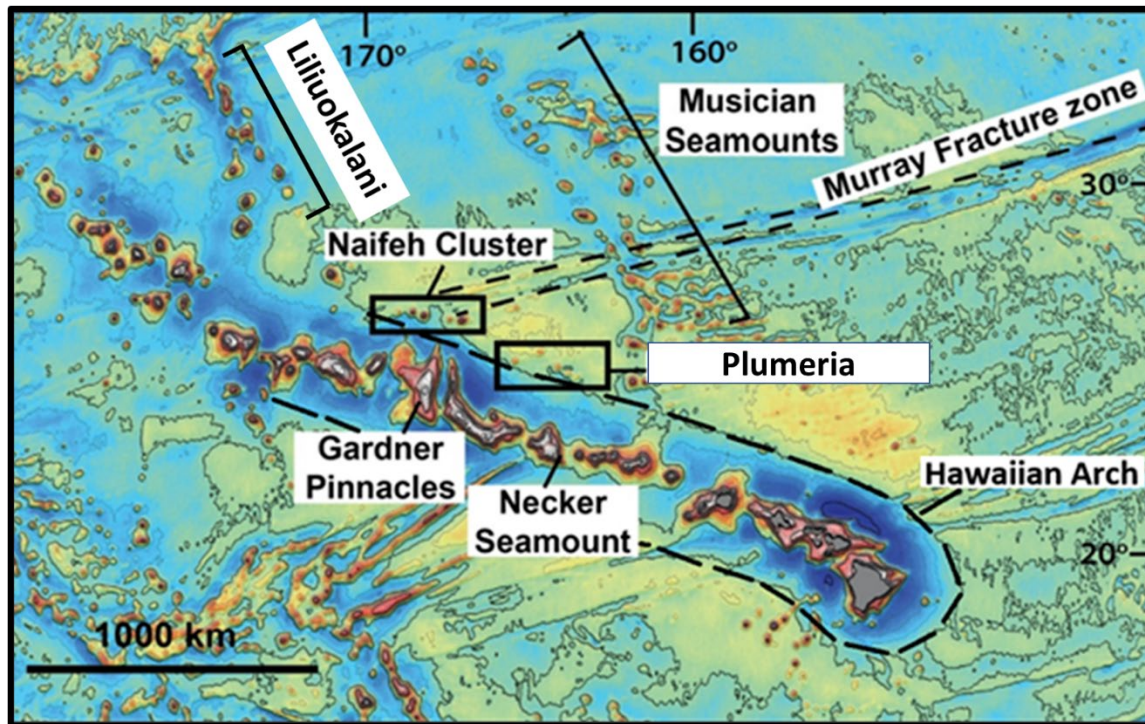 170°
160°
Liliuokalani
Musician
Seamounts
Murray Fracture zone
30°
Naifeh Cluster
Plumeria
Gardner
Pinnacles
Necker
Seamount
Hawaiian Arch
20°
1000 km